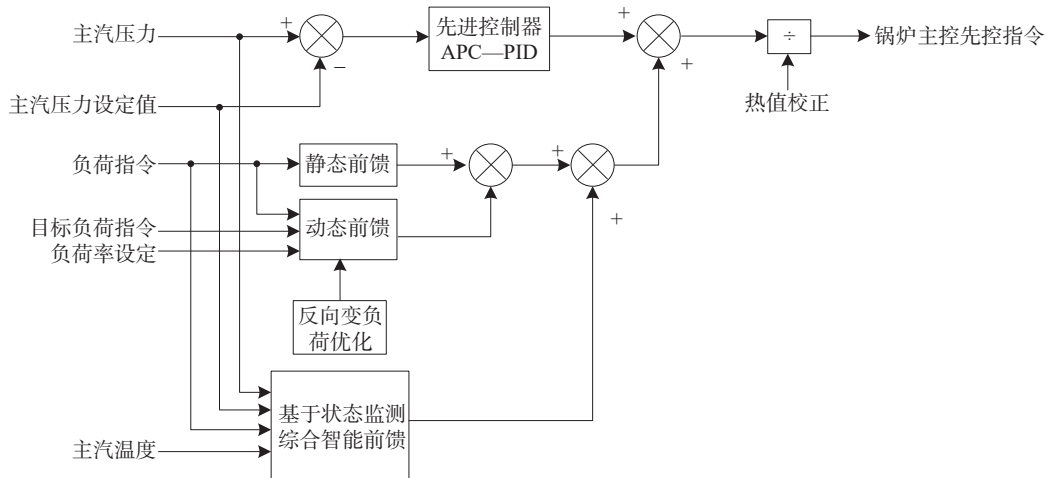 主汽压力
+
−
先进控制器
APC—PID
+
+
÷
锅炉主控先控指令
热值校正
主汽压力设定值
负荷指令
静态前馈
+
+
目标负荷指令
动态前馈
+
负荷率设定
反向变负
荷优化
基于状态监测
综合智能前馈
主汽温度